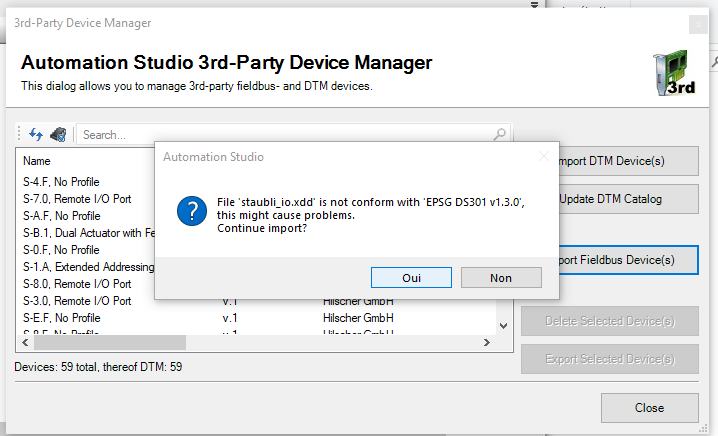 3rd-Party Device Manager
Automation Studio 3rd-Party Device Manager
This dialog allows you to manage 3rd-party fieldbus- and DTM devices.
3rd
Search...
Name
S-4.F, No Profile
S-7.0, Remote I/O Port
S-A.F, No Profile
S-B.1, Dual Actuator with Fe
S-0.F, No Profile
S-1.A, Extended Addressing
S-8.0, Remote I/O Port
S-3.0, Remote I/O Port v.1 Hilscher GmbH
S-E.F, No Profile v.1 Hilscher GmbH
S-8.F, No Profile v.1 Hilscher GmbH
Devices: 59 total, thereof DTM: 59
Automation Studio
File 'staubli_io.xdd' is not conform with 'EPSG DS301 v1.3.0',
this might cause problems.
Continue import?
Oui
Non
mport DTM Device(s)
Update DTM Catalog
port Fieldbus Device(s)
Delete Selected Device(s)
Export Selected Device(s)
Close